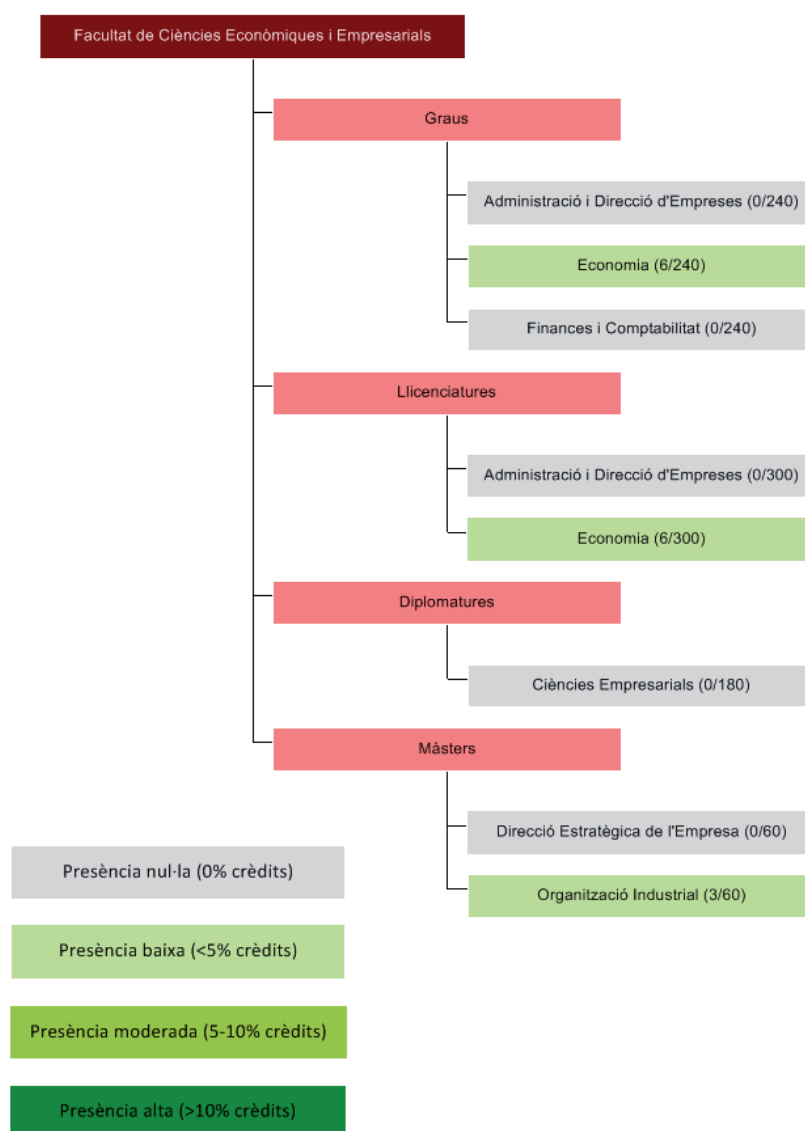 Facultat de Ciències Econòmiques i Empresarials
Graus
Administració i Direcció d'Empreses (0/240)
Economia (6/240)
Finances i Comptabilitat (0/240)
Llicenciatures
Administració i Direcció d'Empreses (0/300)
Economia (6/300)
Diplomatures
Ciències Empresarials (0/180)
Màsters
Direcció Estratègica de l'Empresa (0/60)
Organització Industrial (3/60)
Presència nul·la (0% crèdits)
Presència baixa (<5% crèdits)
Presència moderada (5-10% crèdits)
Presència alta (>10% crèdits)